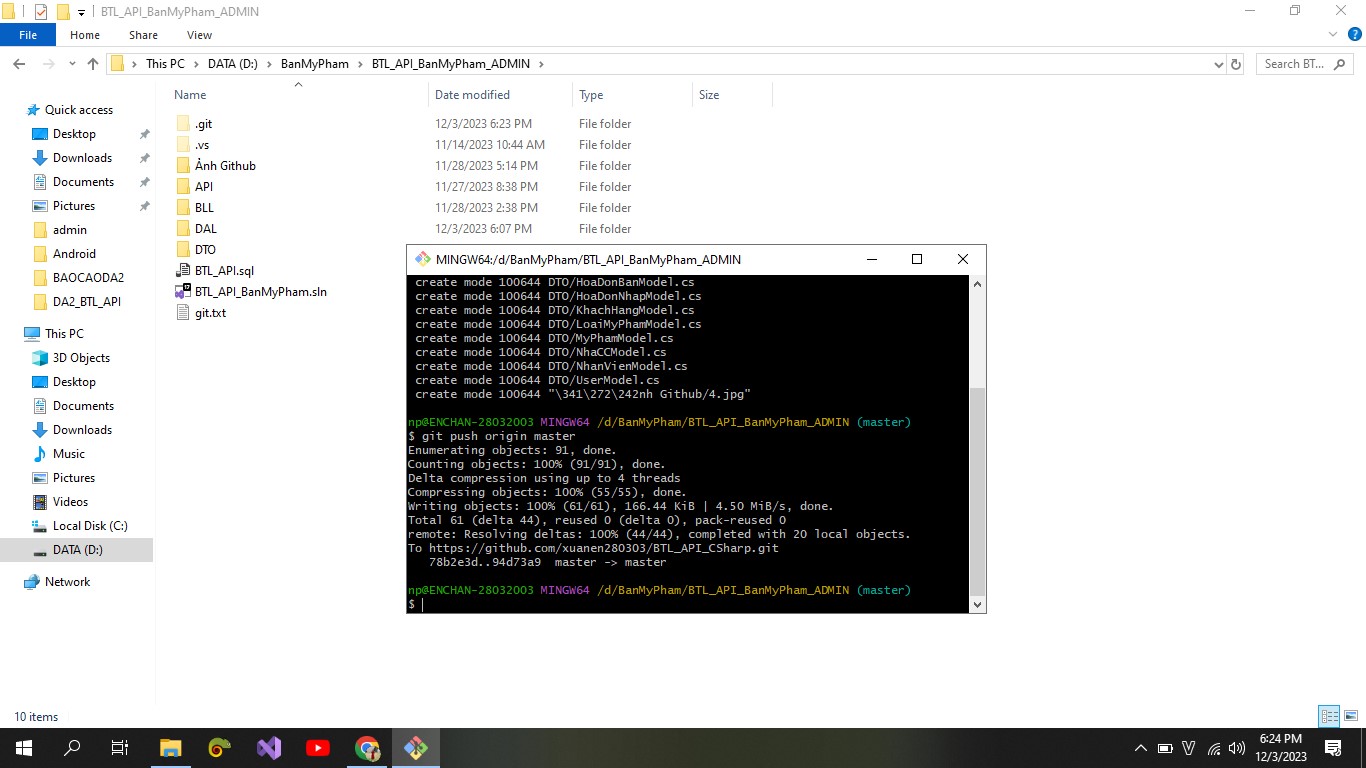 BTL_API_BanMyPham_ADMIN
File Home Share View
This PC DATA (D:) BanMyPham BTL_API_BanMyPham_ADMIN
Search BT...
Quick access
Desktop
Downloads
Documents
Pictures
admin
Android
BAOCAODA2
DA2_BTL_API
This PC
3D Objects
Desktop
Documents
Downloads
Music
Pictures
Videos
Local Disk (C:)
DATA (D:)
Network
Name Date modified Type Size
.git 12/3/2023 6:23 PM File folder
.vs 11/14/2023 10:44 AM File folder
Ảnh Github 11/28/2023 5:14 PM File folder
API 11/27/2023 8:38 PM File folder
BLL 11/28/2023 2:38 PM File folder
DAL 12/3/2023 6:07 PM File folder
DTO
BTL_API.sql
BTL_API_BanMyPham.sln
git.txt
MINGW64:/d/BanMyPham/BTL_API_BanMyPham_ADMIN
create mode 100644 DTO/HoaDonBanModel.cs
create mode 100644 DTO/HoaDonNhapModel.cs
create mode 100644 DTO/KhachHangModel.cs
create mode 100644 DTO/LoaiMyPhamModel.cs
create mode 100644 DTO/MyPhamModel.cs
create mode 100644 DTO/NhaCCModel.cs
create mode 100644 DTO/NhanVienModel.cs
create mode 100644 DTO/UserModel.cs
create mode 100644 "\341\272\242nh Github/4.jpg"
np@ENCHAN-28032003 MINGW64 /d/BanMyPham/BTL_API_BanMyPham_ADMIN (master)
$ git push origin master
Enumerating objects: 91, done.
Counting objects: 100% (91/91), done.
Delta compression using up to 4 threads
Compressing objects: 100% (55/55), done.
Writing objects: 100% (61/61), 166.44 KiB | 4.50 MiB/s, done.
Total 61 (delta 44), reused 0 (delta 0), pack-reused 0
remote: Resolving deltas: 100% (44/44), completed with 20 local objects.
To https://github.com/xuanen280303/BTL_API_CSharp.git
78b2e3d..94d73a9 master -> master
np@ENCHAN-28032003 MINGW64 /d/BanMyPham/BTL_API_BanMyPham_ADMIN (master)
$
10 items
6:24 PM
12/3/2023